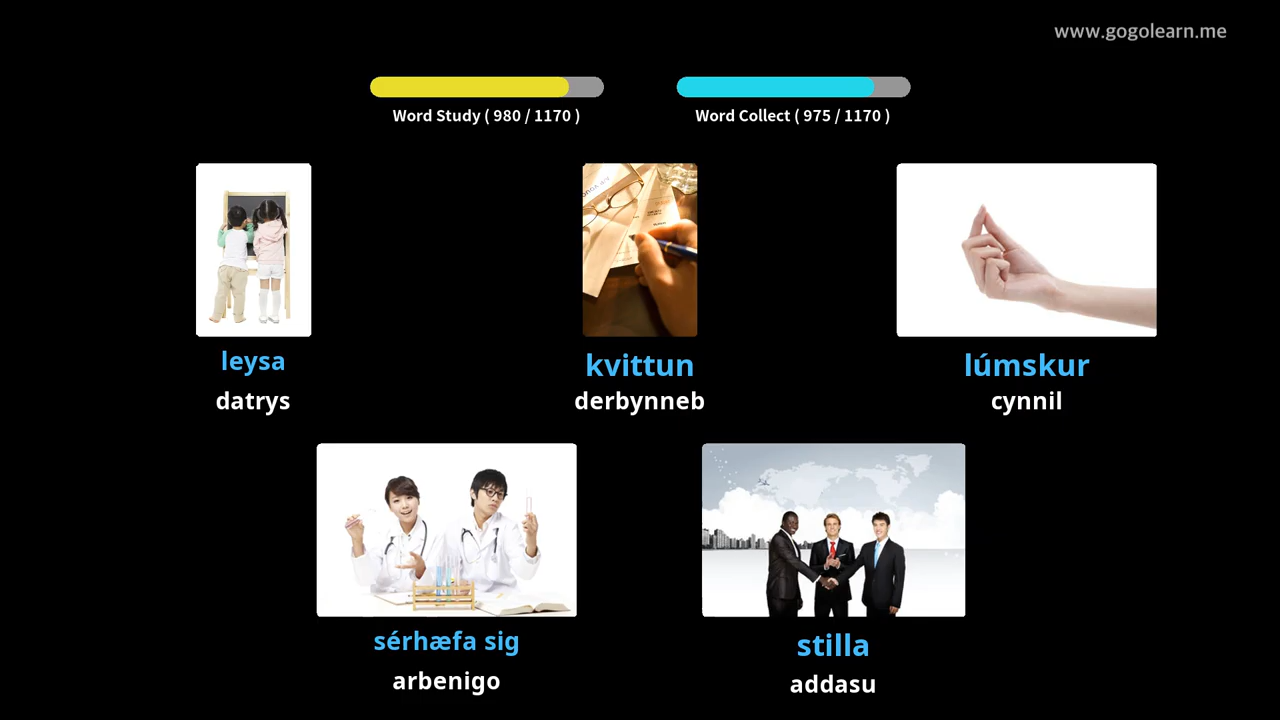 www.gogolearn.me
Word Study ( 980 / 1170 )
Word Collect ( 975 / 1170 )
leysa
datrys
kvittun
derbynneb
lúmskur
cynnil
sérhæfa sig
arbenigo
stilla
addasu